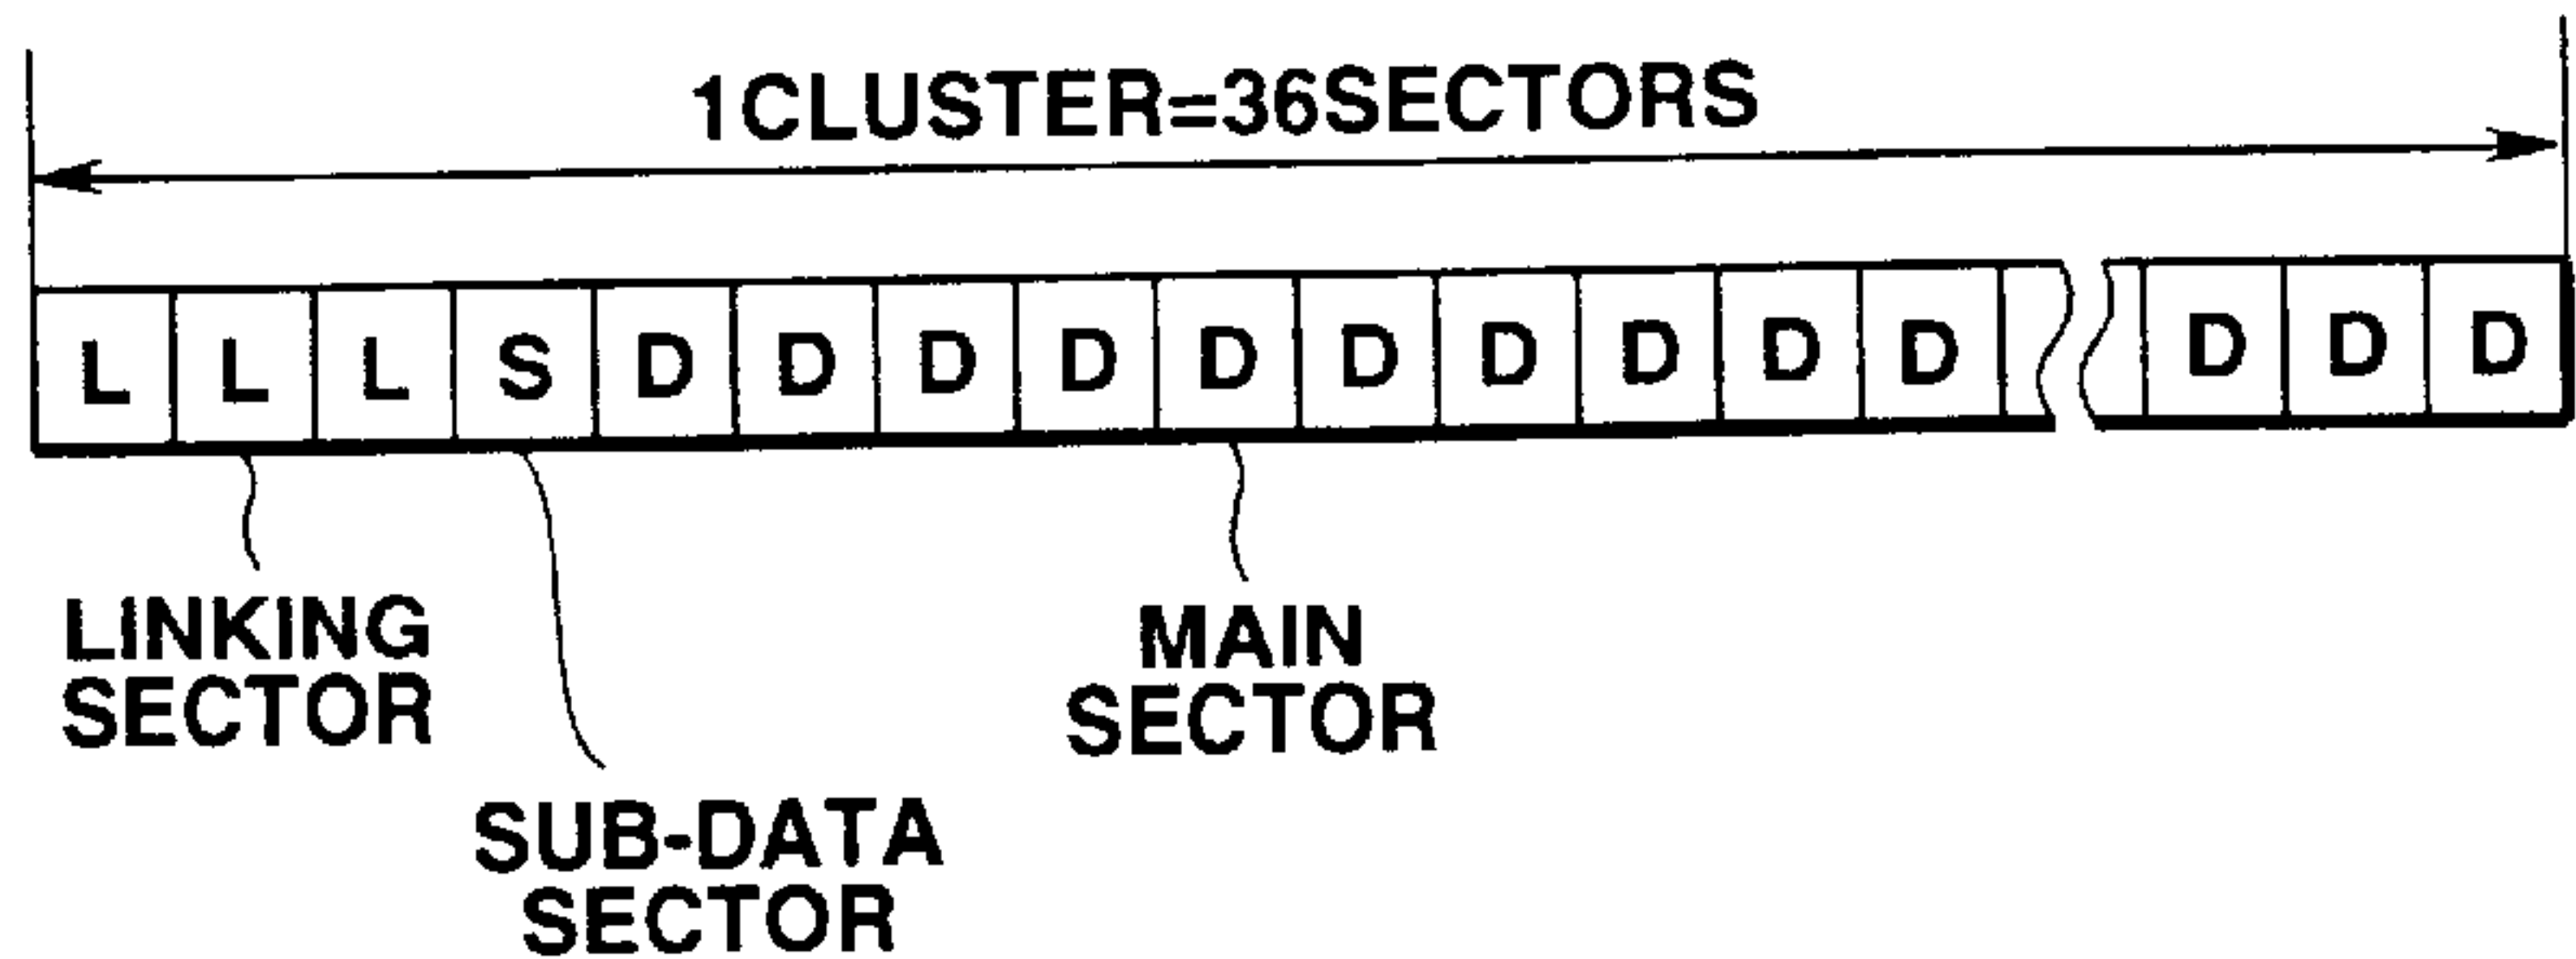 1CLUSTER=36SECTORS
L L L S D D D D D D D D D D D D D
LINKING
SECTOR
MAIN
SECTOR
SUB-DATA
SECTOR